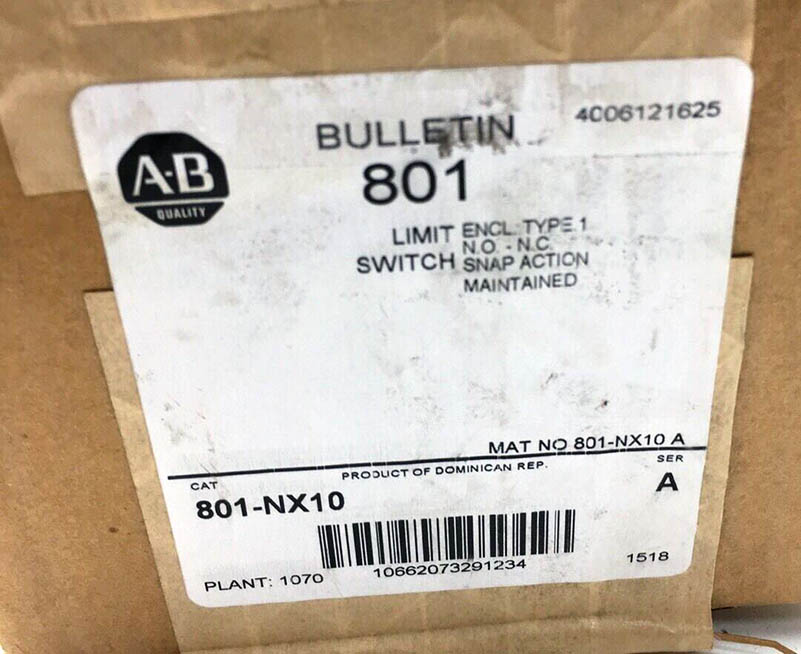 4006121625
BULLETIN
801
A·B
QUALITY
LIMIT SWITCH
ENCL. TYPE 1
N.O. - N.C.
SNAP ACTION
MAINTAINED
MAT NO 801-NX10 A
CAT
PRODUCT OF DOMINICAN REP.
SER
801-NX10
A
10662073291234
PLANT: 1070
1518